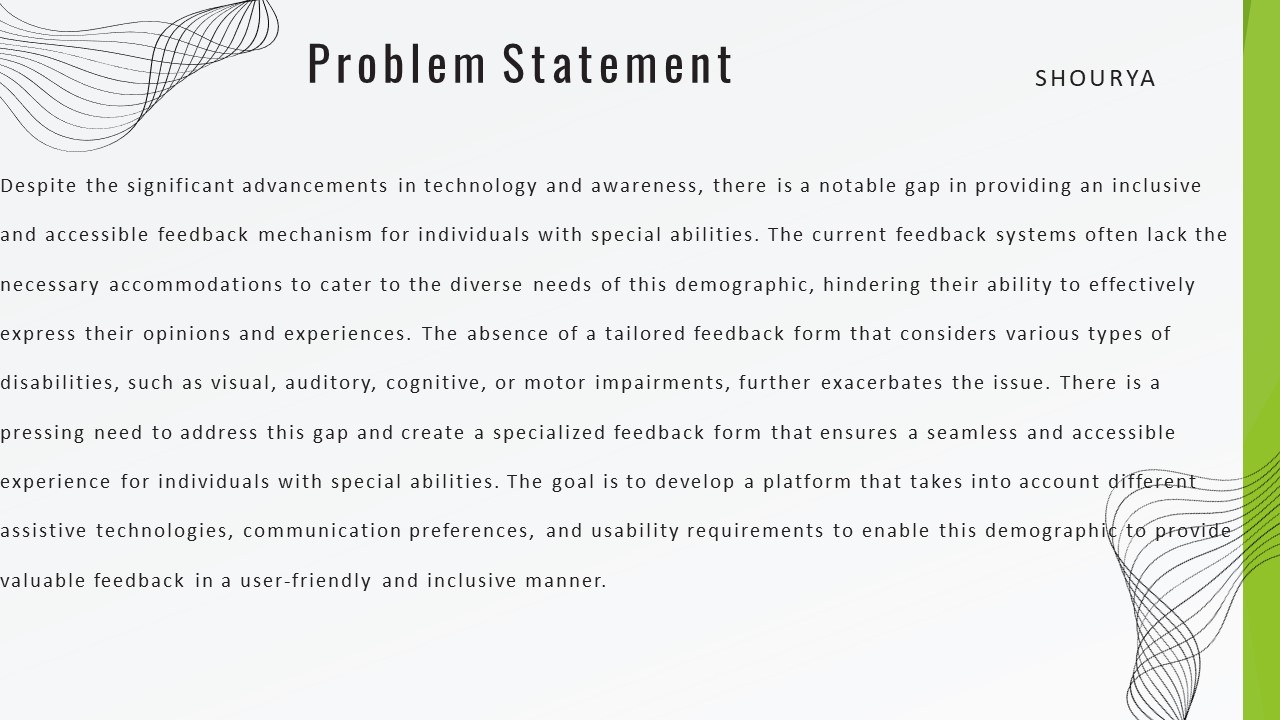 Problem Statement
SHOURYA
Despite the significant advancements in technology and awareness, there is a notable gap in providing an inclusive
and accessible feedback mechanism for individuals with special abilities. The current feedback systems often lack the
necessary accommodations to cater to the diverse needs of this demographic, hindering their ability to effectively
express their opinions and experiences. The absence of a tailored feedback form that considers various types of
disabilities, such as visual, auditory, cognitive, or motor impairments, further exacerbates the issue. There is a
pressing need to address this gap and create a specialized feedback form that ensures a seamless and accessible
experience for individuals with special abilities. The goal is to develop a platform that takes into account different
assistive technologies, communication preferences, and usability requirements to enable this demographic to provide
valuable feedback in a user-friendly and inclusive manner.